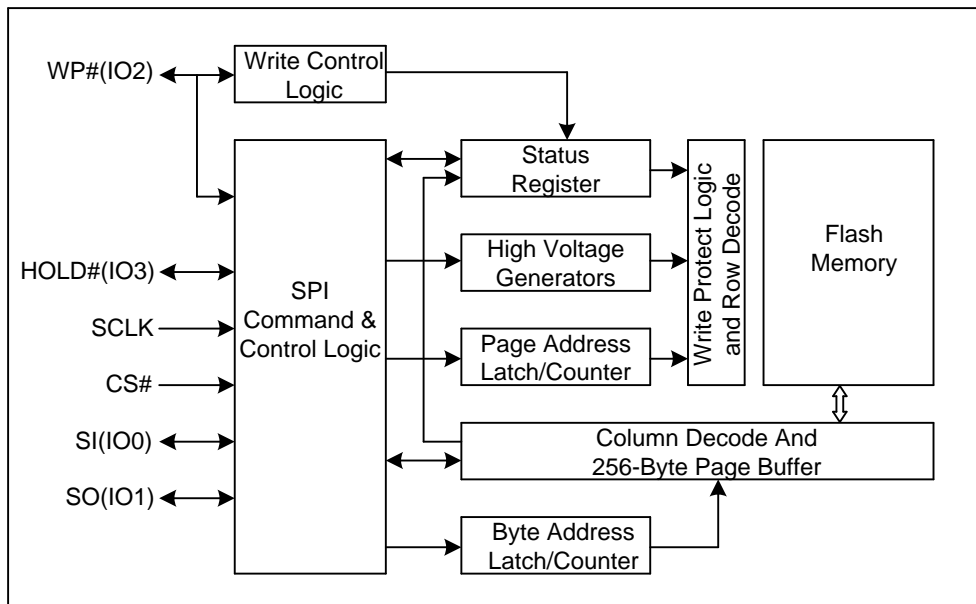 WP#(IO2)
Write Control
Logic
HOLD#(IO3)
SCLK
CS#
SI(IO0)
SO(IO1)
SPI
Command &
Control Logic
Status
Register
High Voltage
Generators
Page Address
Latch/Counter
Write Protect Logic
and Row Decode
Flash
Memory
Column Decode And
256-Byte Page Buffer
Byte Address
Latch/Counter